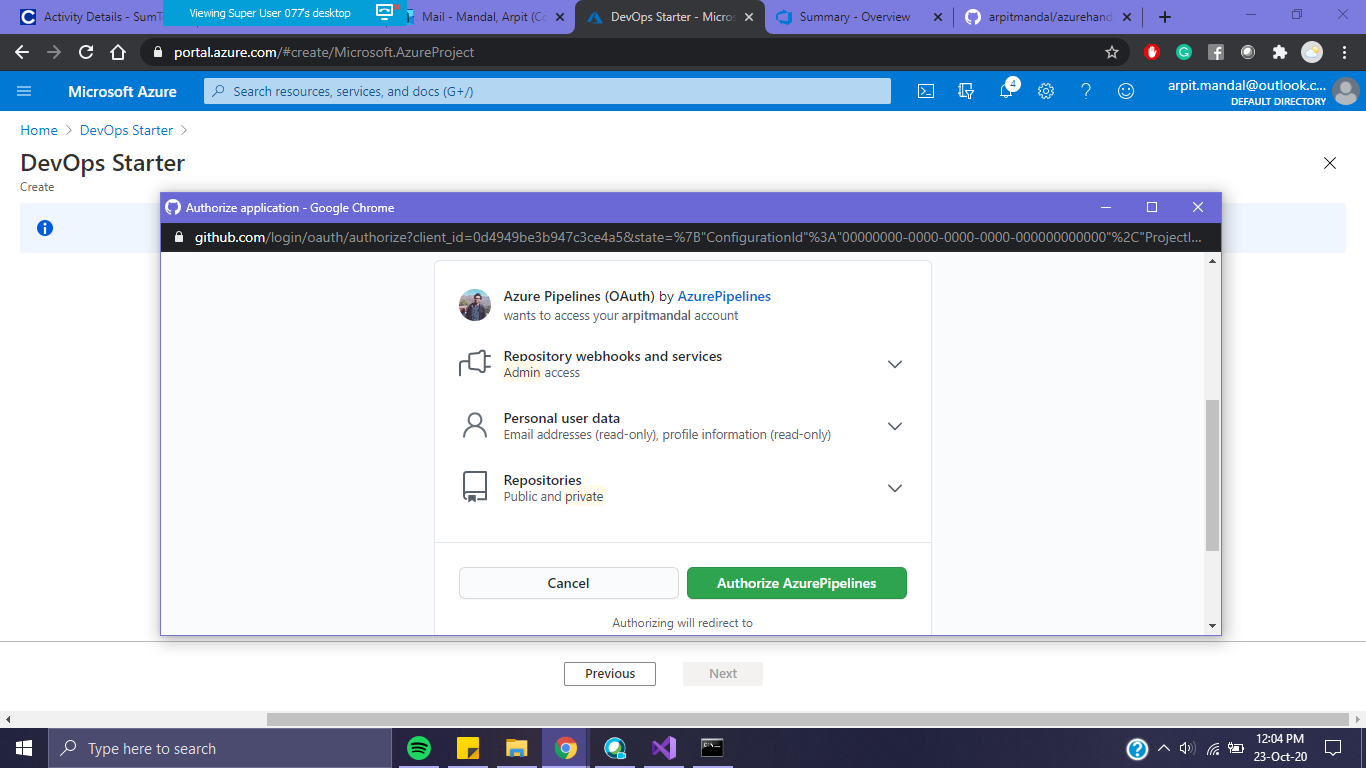 Activity Details - SumT
Viewing Super User 077's desktop
Mail - Mandal, Arpit (Co
DevOps Starter - Micros
Summary - Overview
arpitmandal/azurehand
portal.azure.com/#create/Microsoft.AzureProject
Microsoft Azure
Search resources, services, and docs (G+/)
4
arpit.mandal@outlook.c...
DEFAULT DIRECTORY
Home > DevOps Starter >
DevOps Starter
Create
Authorize application - Google Chrome
github.com/login/oauth/authorize?client_id=0d4949be3b947c3ce4a5&state=%7B"ConfigurationId"%3A"00000000-0000-0000-0000-000000000000"%2C"ProjectI...
Azure Pipelines (OAuth) by AzurePipelines
wants to access your arpitmandal account
Repository webhooks and services
Admin access
Personal user data
Email addresses (read-only), profile information (read-only)
Repositories
Public and private
Cancel
Authorize AzurePipelines
Authorizing will redirect to
Previous
Next
Type here to search
12:04 PM
23-Oct-20